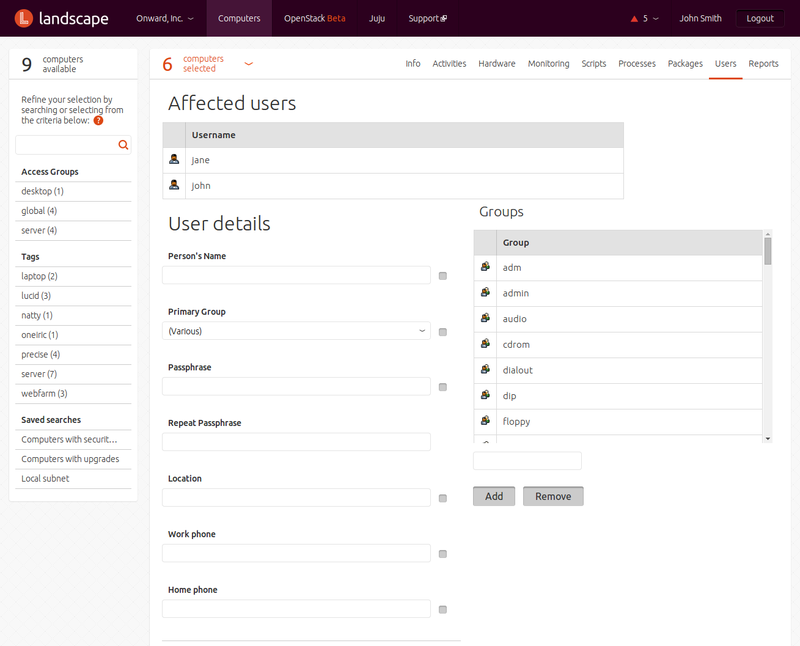 landscape
Onward, Inc.
Computers
OpenStack Beta
Juju
Support
5
John Smith
Logout
9 computers
available
Refine your selection by
searching or selecting from
the criteria below: ?
Access Groups
desktop (1)
global (4)
server (4)
Tags
laptop (2)
lucid (3)
natty (1)
oneiric (1)
precise (4)
server (7)
webfarm (3)
Saved searches
Computers with securit...
Computers with upgrades
Local subnet
6 computers
selected
Info
Activities
Hardware
Monitoring
Scripts
Processes
Packages
Users
Reports
Affected users
Username
jane
john
User details
Person's Name
Primary Group
(Various)
Passphrase
Repeat Passphrase
Location
Work phone
Home phone
Groups
Group
adm
admin
audio
cdrom
dialout
dip
floppy
Add
Remove